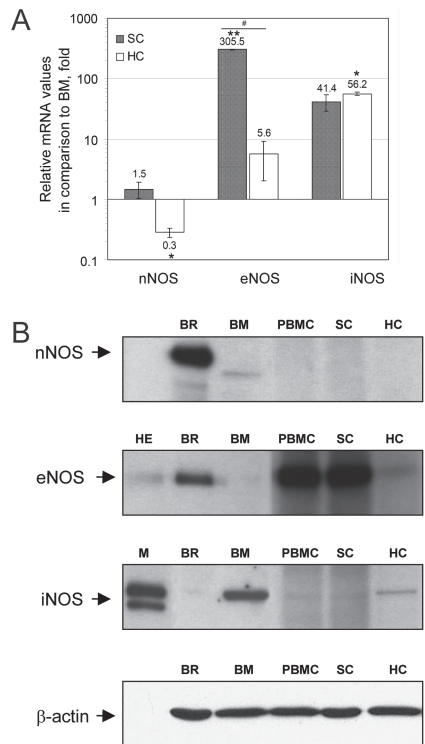 A
Relative mRNA values
in comparison to BM, fold
1000
100
10
1
0.1
SC
HC
#
**
305.5
*
56.2
41.4
5.6
1.5
0.3
*
nNOS eNOS iNOS
B
BR BM PBMC SC HC
nNOS
HE BR BM PBMC SC HC
eNOS
M BR BM PBMC SC HC
iNOS
BR BM PBMC SC HC
β-actin